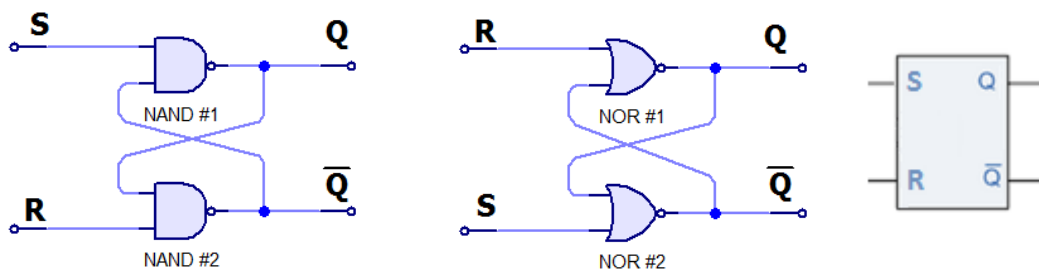 S
Q
NAND #1
Q̅
R
NAND #2
R
Q
NOR #1
Q̅
S
NOR #2
S Q
R Q̅